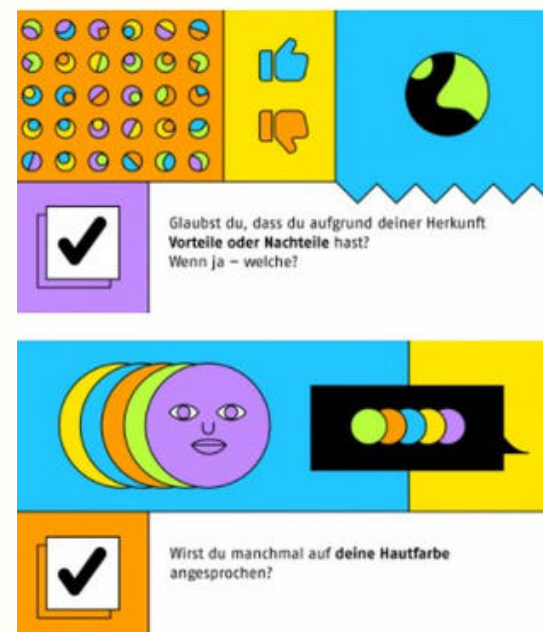 Glaubst du, dass du aufgrund deiner Herkunft
Vorteile oder Nachteile hast?
Wenn ja – welche?
Wirst du manchmal auf deine Hautfarbe
angesprochen?